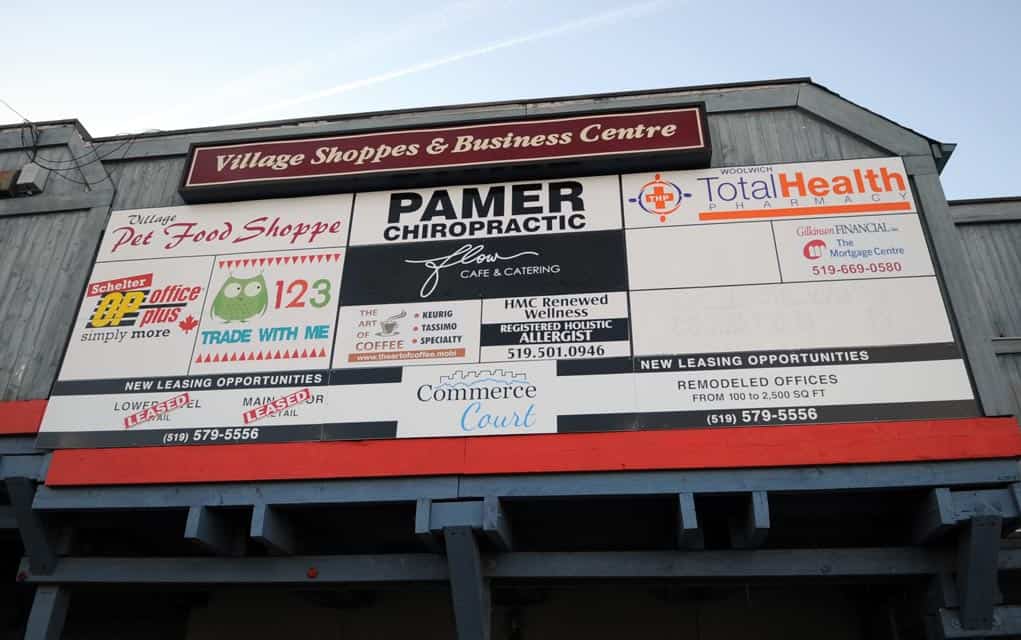 Village Shoppes & Business Centre
Village
Pet Food Shoppe
PAMER
CHIROPRACTIC
WOOLWICH
TotalHealth
PHARMACY
THP
flow
CAFE & CATERING
Gilkinson FINANCIAL
The
Mortgage Centre
519-669-0580
Schelter
OP office
plus
simply more
123
TRADE WITH ME
THE
ART
OF
COFFEE
• KEURIG
• TASSIMO
• SPECIALTY
www.theartofcoffee.mobi
HMC Renewed
Wellness
REGISTERED HOLISTIC
ALLERGIST
519.501.0946
NEW LEASING OPPORTUNITIES
LEASED
LEASED
(519) 579-5556
Commerce
Court
NEW LEASING OPPORTUNITIES
REMODELED OFFICES
FROM 100 to 2,500 SQ FT
(519) 579-5556